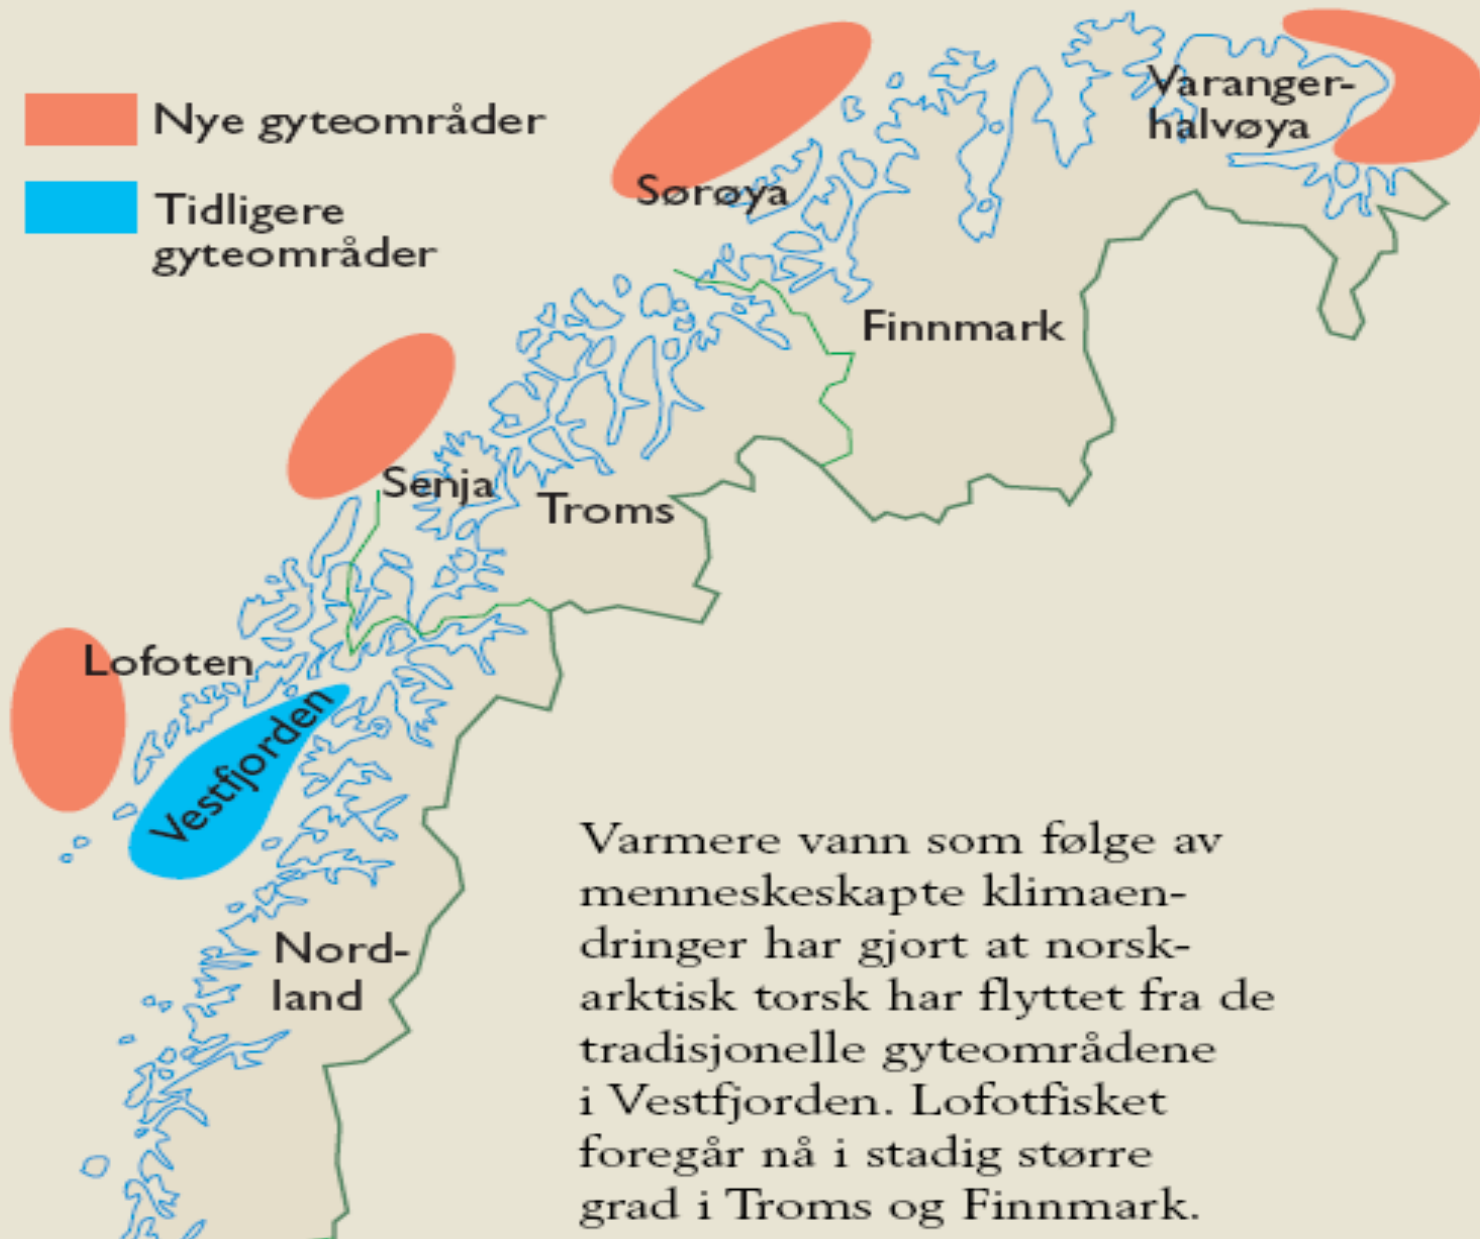 Nye gyteområder
Tidligere
gyteområder
Varanger-
halvøya
Sørøya
Finnmark
Senja
Troms
Lofoten
Vestfjorden
Nord-
land
Varmere vann som følge av
menneskeskapte klimaen-
dringer har gjort at norsk-
arktisk torsk har flyttet fra de
tradisjonelle gyteområdene
i Vestfjorden. Lofotfisket
foregår nå i stadig større
grad i Troms og Finnmark.